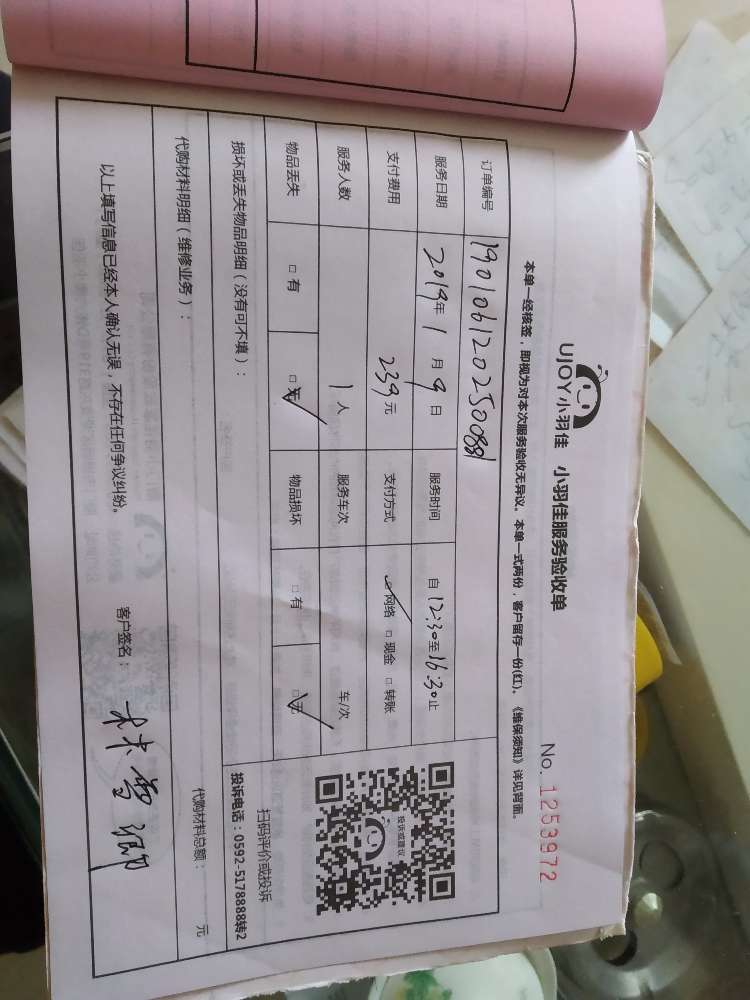 UJOY小羽佳 小羽佳服务验收单
No. 1253972
本单一经核签，即视为对本次服务验收无异议。本单一式两份，客户留存一份(红)。《维保须知》详见背面。
订单编号 190106120250088
服务日期 2019年 1 月 9 日 服务时间 自 12:30 至 16:30 止
支付费用 239 元 支付方式 □网络 □现金 □转账
服务人数 1 人 服务车次 车/次
物品丢失 □有 □无 物品损坏 □有 □无
投诉或建议
扫码评价或投诉
投诉电话：0592-5178888转2
损坏或丢失物品明细（没有可不填）：
代购材料明细（维修业务）： 代购材料总额： 元
以上填写信息已经本人确认无误，不存在任何争议纠纷。 客户签名：